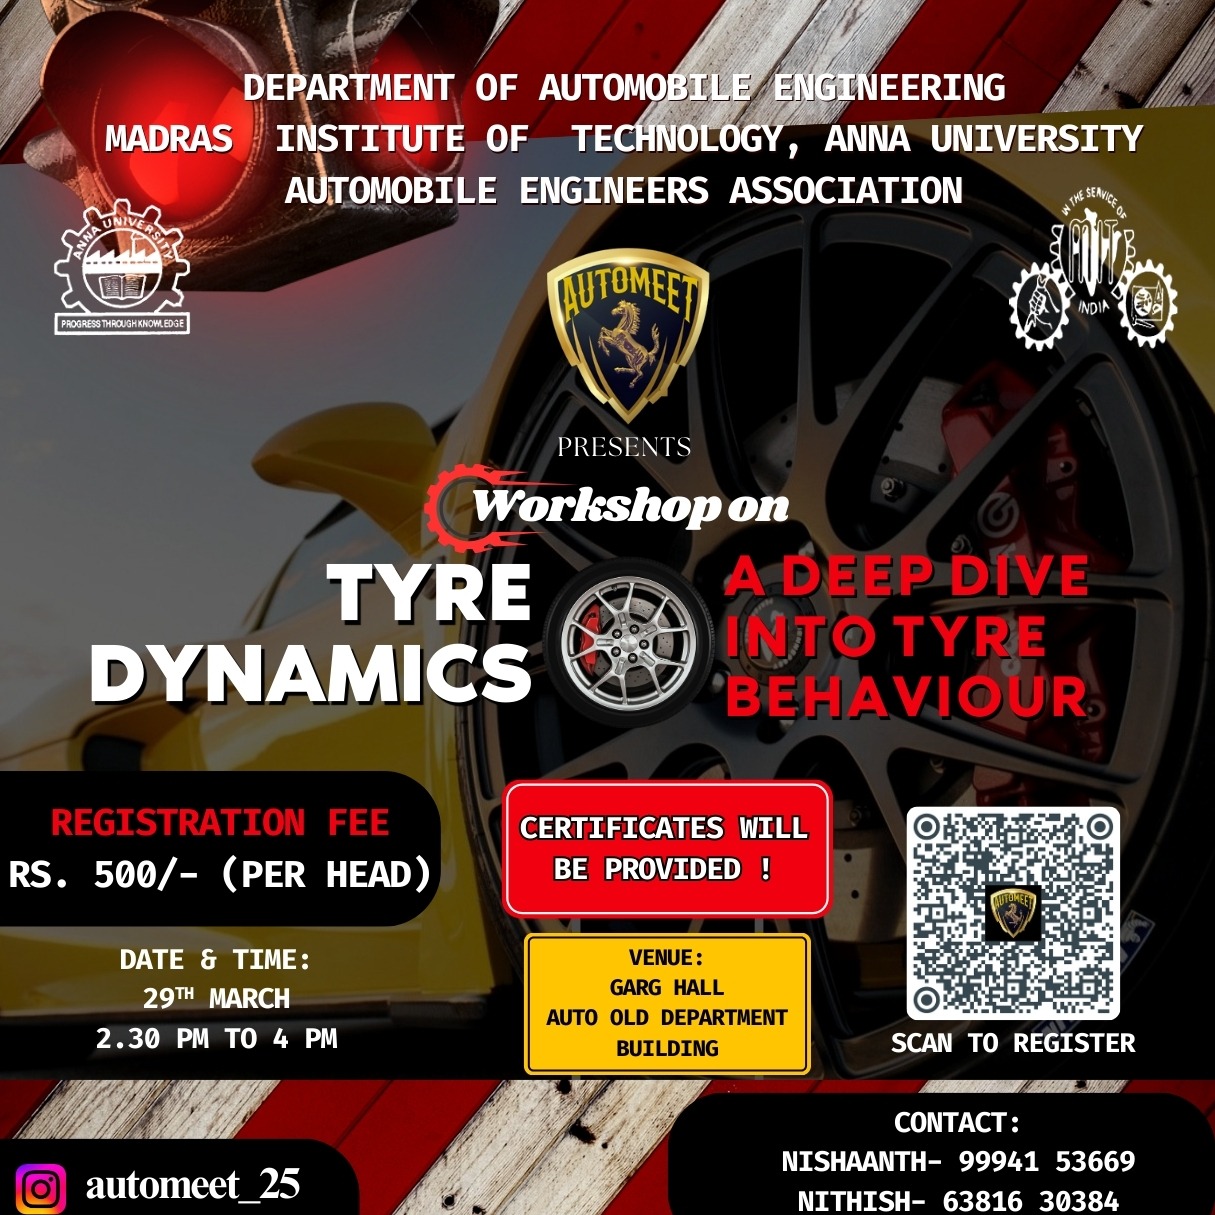 DEPARTMENT OF AUTOMOBILE ENGINEERING
MADRAS INSTITUTE OF TECHNOLOGY, ANNA UNIVERSITY
AUTOMOBILE ENGINEERS ASSOCIATION
ANNA UNIVERSITY
PROGRESS THROUGH KNOWLEDGE
IN THE SERVICE OF
MIT
INDIA
AUTOMEET
PRESENTS
Workshop on
TYRE
DYNAMICS
A DEEP DIVE
INTO TYRE
BEHAVIOUR
REGISTRATION FEE
RS. 500/- (PER HEAD)
CERTIFICATES WILL
BE PROVIDED !
DATE & TIME:
29TH MARCH
2.30 PM TO 4 PM
VENUE:
GARG HALL
AUTO OLD DEPARTMENT
BUILDING
AUTOMEET
SCAN TO REGISTER
CONTACT:
NISHAANTH- 99941 53669
NITHISH- 63816 30384
automeet_25